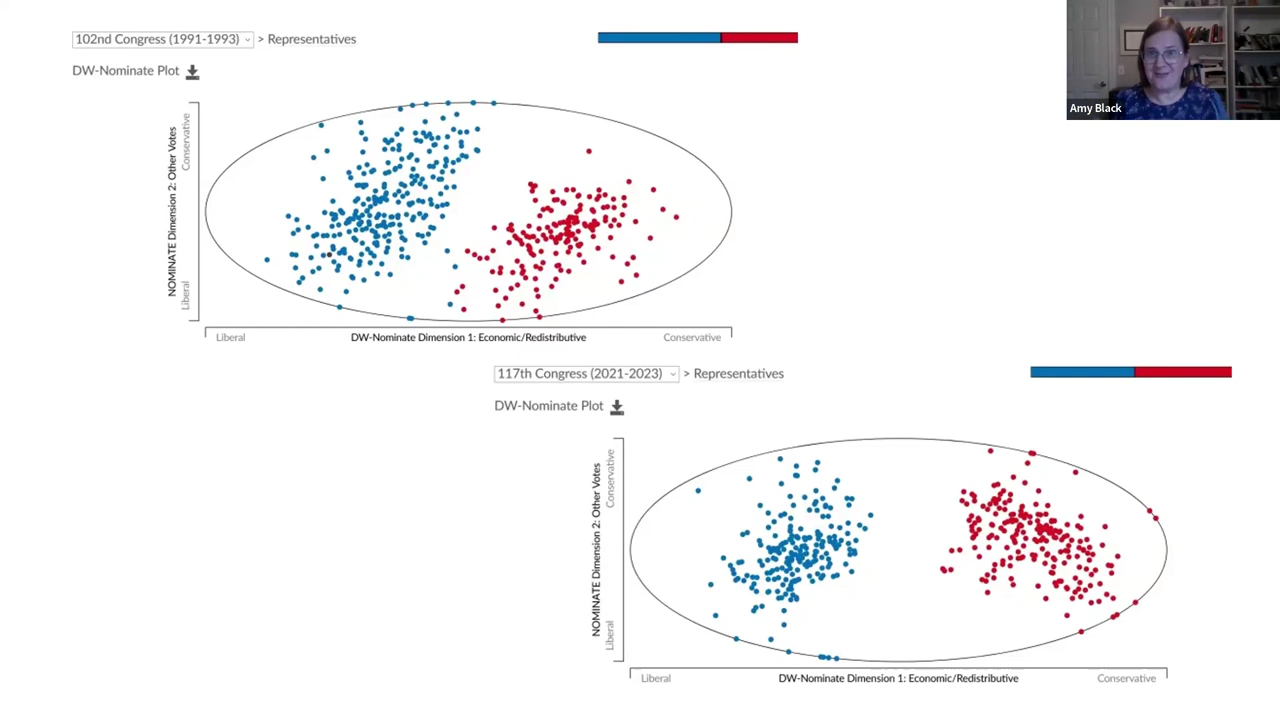 102nd Congress (1991-1993) > Representatives
DW-Nominate Plot
NOMINATE Dimension 2: Other Votes
Conservative
Liberal
Liberal
DW-Nominate Dimension 1: Economic/Redistributive
Conservative
Amy Black
117th Congress (2021-2023) > Representatives
DW-Nominate Plot
NOMINATE Dimension 2: Other Votes
Conservative
Liberal
Liberal
DW-Nominate Dimension 1: Economic/Redistributive
Conservative